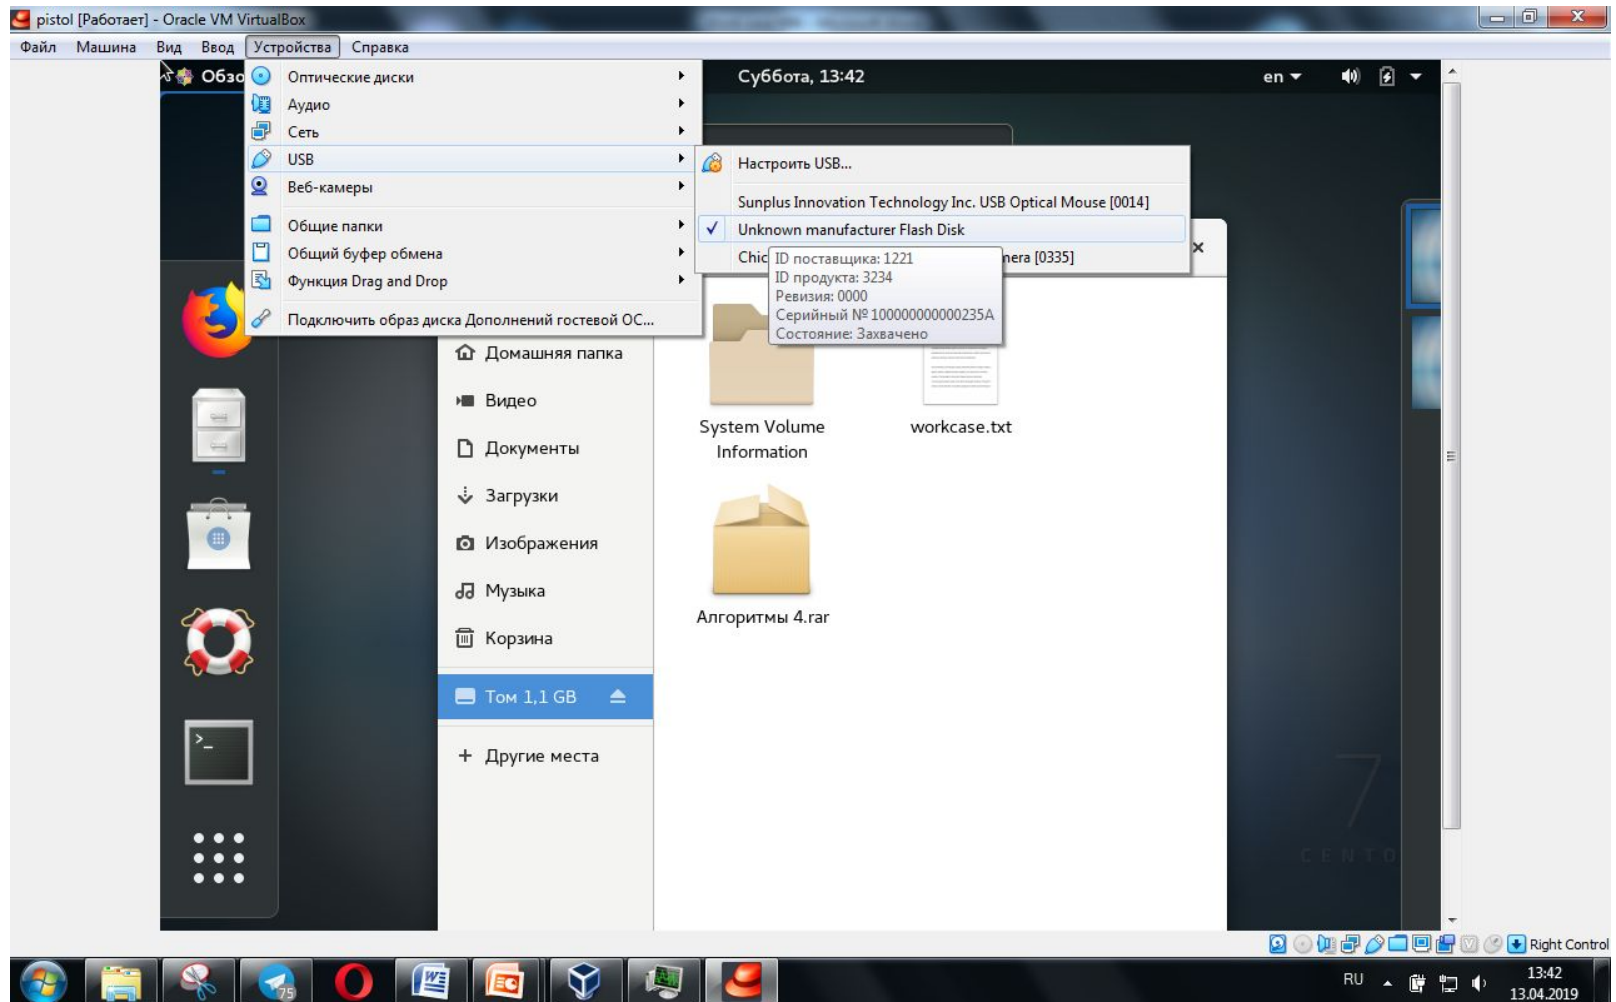 pistol [Работает] - Oracle VM VirtualBox
Файл Машина Вид Ввод Устройства Справка
Обзо
Суббота, 13:42
en
Оптические диски
Аудио
Сеть
USB
Веб-камеры
Общие папки
Общий буфер обмена
Функция Drag and Drop
Подключить образ диска Дополнений гостевой ОС...
Настроить USB...
Sunplus Innovation Technology Inc. USB Optical Mouse [0014]
Unknown manufacturer Flash Disk
Chic
nera [0335]
ID поставщика: 1221
ID продукта: 3234
Ревизия: 0000
Серийный № 100000000000235A
Состояние: Захвачено
Домашняя папка
Видео
Документы
Загрузки
Изображения
Музыка
Корзина
Том 1,1 GB
Другие места
System Volume
Information
workcase.txt
Алгоритмы 4.rar
7
CENTO
Right Control
75
RU
13:42
13.04.2019